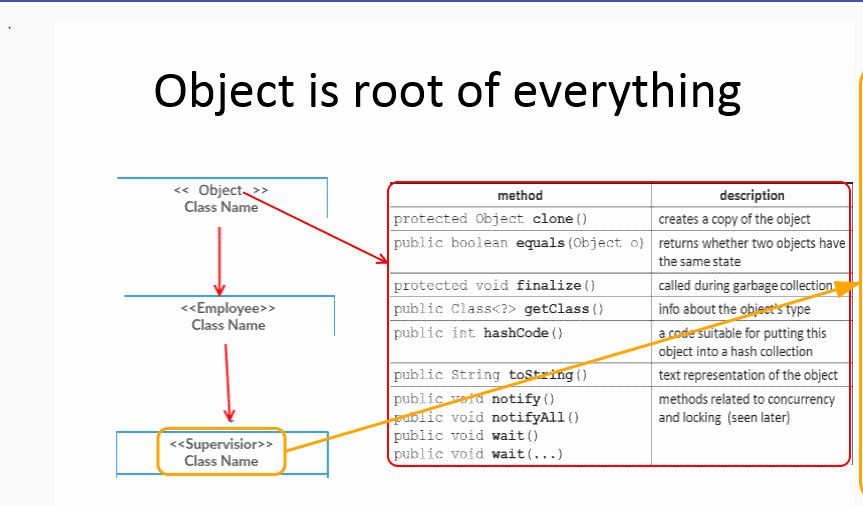 Object is root of everything
<< Object >>
Class Name
<<Employee>>
Class Name
<<Supervisior>>
Class Name
method description
protected Object clone() creates a copy of the object
public boolean equals(Object o) returns whether two objects have
the same state
protected void finalize() called during garbage collection
public Class<?> getClass() info about the object's type
public int hashCode() a code suitable for putting this
object into a hash collection
public String toString() text representation of the object
public void notify() methods related to concurrency
public void notifyAll() and locking (seen later)
public void wait()
public void wait(...)